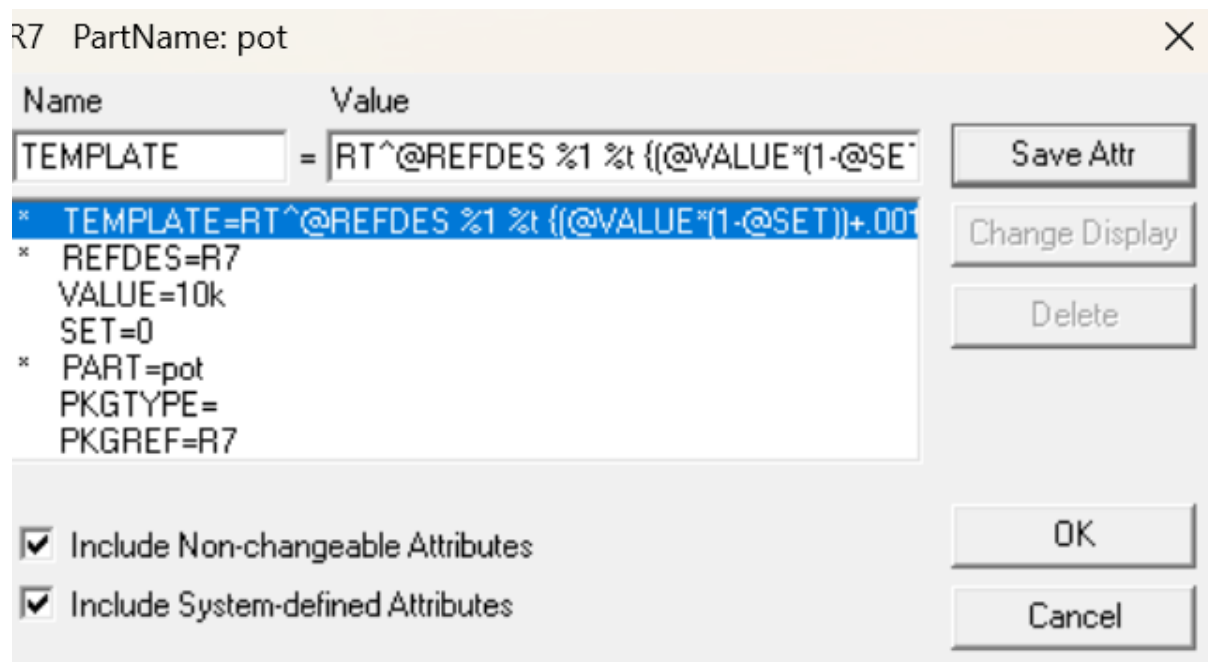 R7 PartName: pot
Name Value
TEMPLATE = RT^@REFDES %1 %t {(@VALUE*(1-@SET
Save Attr
* TEMPLATE=RT^@REFDES %1 %t {(@VALUE*(1-@SET))+.001
Change Display
* REFDES=R7
VALUE=10k
Delete
SET=0
* PART=pot
PKGTYPE=
PKGREF=R7
Include Non-changeable Attributes
OK
Include System-defined Attributes
Cancel